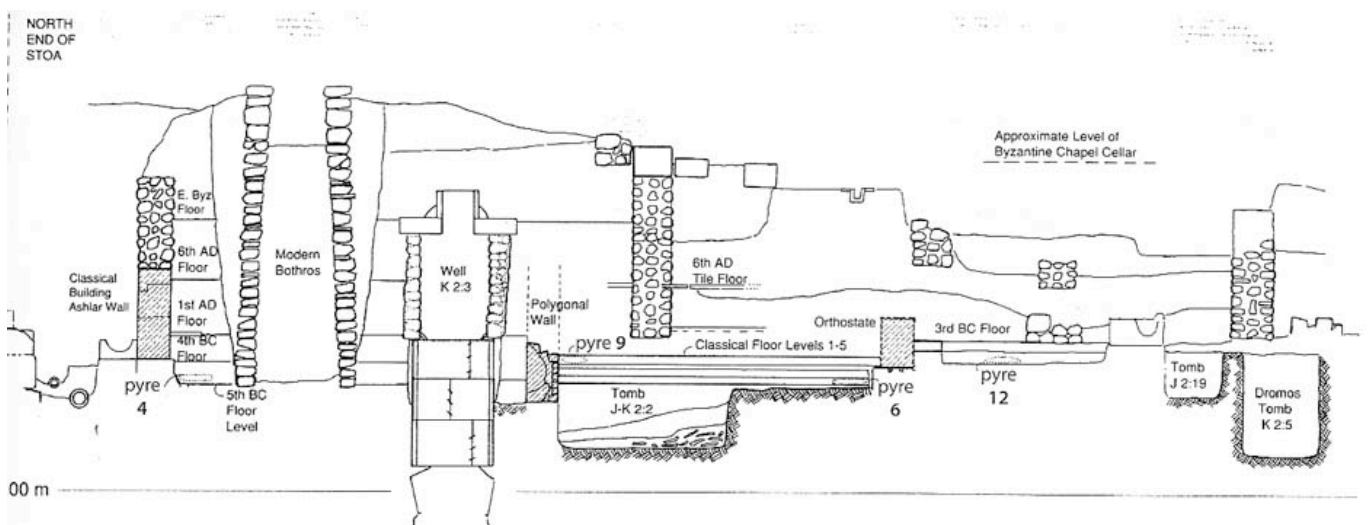 NORTH
END OF
STOA
Approximate Level of
Byzantine Chapel Cellar
E. Byz
Floor
6th AD
Floor
Modern
Bothros
Well
K 2:3
6th AD
Tile Floor
Classical
Building
Ashlar Wall
1st AD
Floor
Polygonal
Wall
Orthostate
3rd BC Floor
4th BC
Floor
pyre 9
Classical Floor Levels 1-5
pyre
4
5th BC
Floor
Level
Tomb
J-K 2:2
pyre
6
pyre
12
Tomb
J 2:19
Dromos
Tomb
K 2:5
00 m